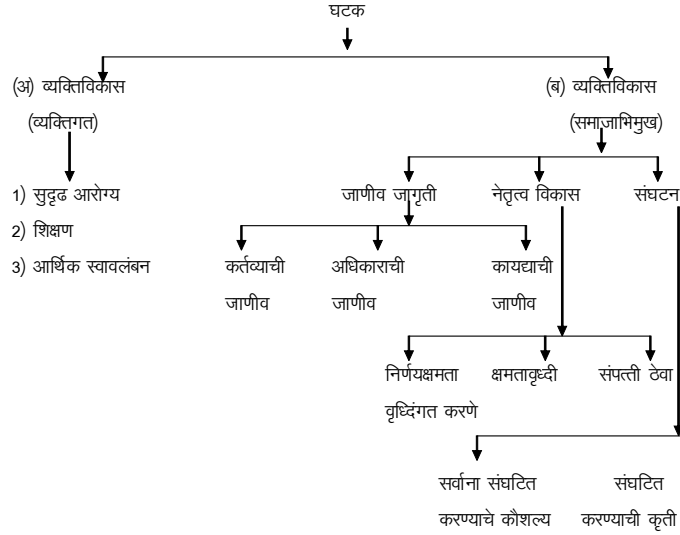 घटक
(अ) व्यक्तिविकास
(व्यक्तिगत)
(ब) व्यक्तिविकास
(समाजाभिमुख)
1) सुदृढ आरोग्य
2) शिक्षण
3) आर्थिक स्वावलंबन
जाणीव जागृती
नेतृत्व विकास
संघटन
कर्तव्याची
जाणीव
अधिकाराची
जाणीव
कायद्याची
जाणीव
निर्णयक्षमता
वृध्दिंगत करणे
क्षमतावृध्दी
संपत्ती ठेवा
सर्वाना संघटित
करण्याचे कौशल्य
संघटित
करण्याची कृती